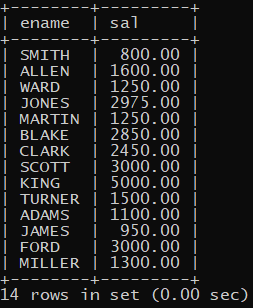 +--------+---------+
| ename  | sal     |
+--------+---------+
| SMITH  |  800.00 |
| ALLEN  | 1600.00 |
| WARD   | 1250.00 |
| JONES  | 2975.00 |
| MARTIN | 1250.00 |
| BLAKE  | 2850.00 |
| CLARK  | 2450.00 |
| SCOTT  | 3000.00 |
| KING   | 5000.00 |
| TURNER | 1500.00 |
| ADAMS  | 1100.00 |
| JAMES  |  950.00 |
| FORD   | 3000.00 |
| MILLER | 1300.00 |
+--------+---------+
14 rows in set (0.00 sec)